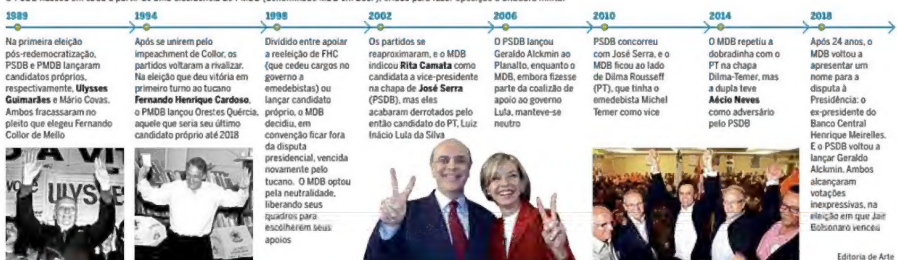 1989
Na primeira eleição
pós-redemocratização,
PSDB e PMDB lançaram
candidatos próprios,
respectivamente, Ulysses
Guimarães e Mário Covas.
Ambos fracassaram no
pleito que elegeu Fernando
Collor de Mello
1994
Após se unirem pelo
impeachment de Collor, os
partidos voltaram a rivalizar.
Na eleição que deu vitória em
primeiro turno ao tucano
Fernando Henrique Cardoso,
o PMDB lançou Orestes Quércia,
aquele que seria seu último
candidato próprio até 2018
1998
Dividido entre apoiar
a reeleição de FHC
(que cedeu cargos no
governo a
emedebistas) ou
lançar candidato
próprio, o MDB
decidiu, em
convenção ficar fora
da disputa
presidencial, vencida
novamente pelo
tucano. O MDB optou
pela neutralidade,
liberando seus
quadros para
escolherem seus
apoios
2002
Os partidos se
reaproximaram, e o MDB
indicou Rita Camata como
candidata a vice-presidente
na chapa de José Serra
(PSDB), mas eles
acabaram derrotados pelo
então candidato do PT, Luiz
Inácio Lula da Silva
2006
O PSDB lançou
Geraldo Alckmin ao
Planalto, enquanto o
MDB, embora fizesse
parte da coalizão de
apoio ao governo
Lula, manteve-se
neutro
2010
PSDB concorreu
com José Serra, e o
MDB ficou ao lado
de Dilma Rousseff
(PT), que tinha o
emedebista Michel
Temer como vice
2014
O MDB repetiu a
dobradinha com o
PT na chapa
Dilma-Temer, mas
a dupla teve
Aécio Neves
como adversário
pelo PSDB
2018
Após 24 anos, o
MDB voltou a
apresentar um
nome para a
disputa à
Presidência: o
ex-presidente do
Banco Central
Henrique Meirelles.
E o PSDB voltou a
lançar Geraldo
Alckmin. Ambos
alcançaram
votações
inexpressivas, na
eleição em que Jair
Bolsonaro venceu
ULYSS
Editoria de Arte